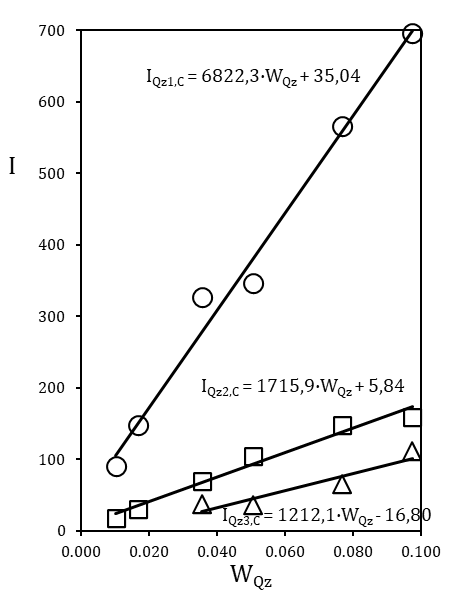 700
I_Qz1,C = 6822,3·W_Qz + 35,04
600
500
I
400
300
200
I_Qz2,C = 1715,9·W_Qz + 5,84
100
I_Qz3,C = 1212,1·W_Qz - 16,80
0
0.000 0.020 0.040 0.060 0.080 0.100
W_Qz